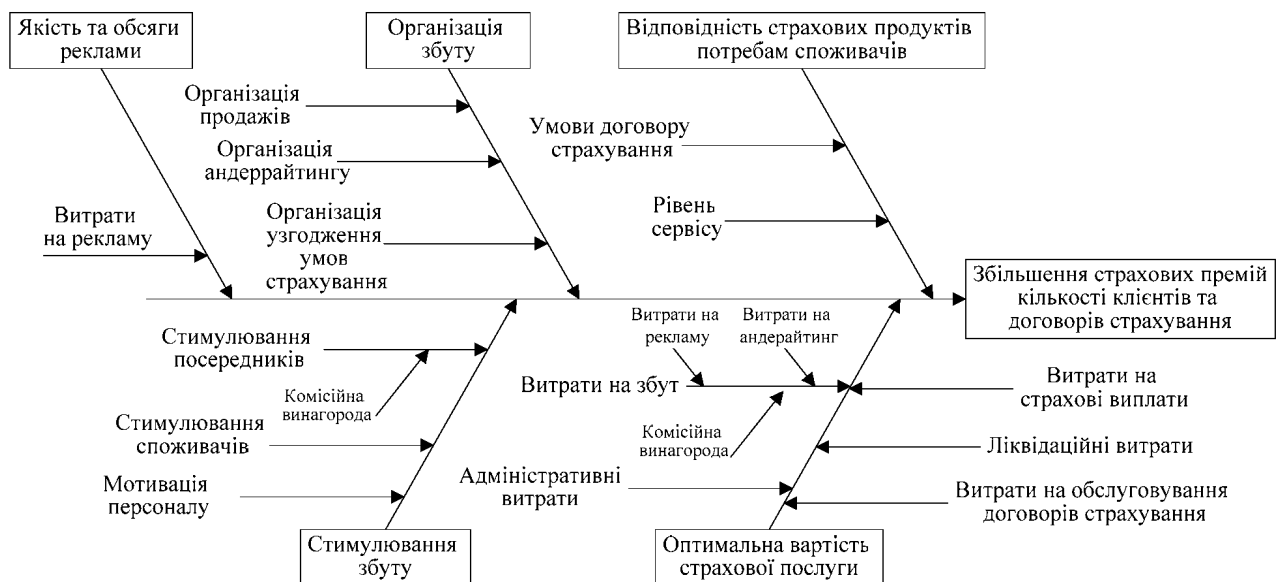 Якість та обсяги
реклами
Організація
збуту
Відповідність страхових продуктів
потребам споживачів
Організація
продажів
Організація
андеррайтингу
Організація
узгодження
умов
страхування
Витрати
на рекламу
Умови договору
страхування
Рівень
сервісу
Збільшення страхових премій
кількості клієнтів та
договорів страхування
Стимулювання
посередників
Комісійна
винагорода
Стимулювання
споживачів
Мотивація
персоналу
Стимулювання
збуту
Витрати на
рекламу
Витрати на
андерайтинг
Витрати на збут
Комісійна
винагорода
Адміністративні
витрати
Витрати на
страхові виплати
Ліквідаційні витрати
Витрати на обслуговування
договорів страхування
Оптимальна вартість
страхової послуги